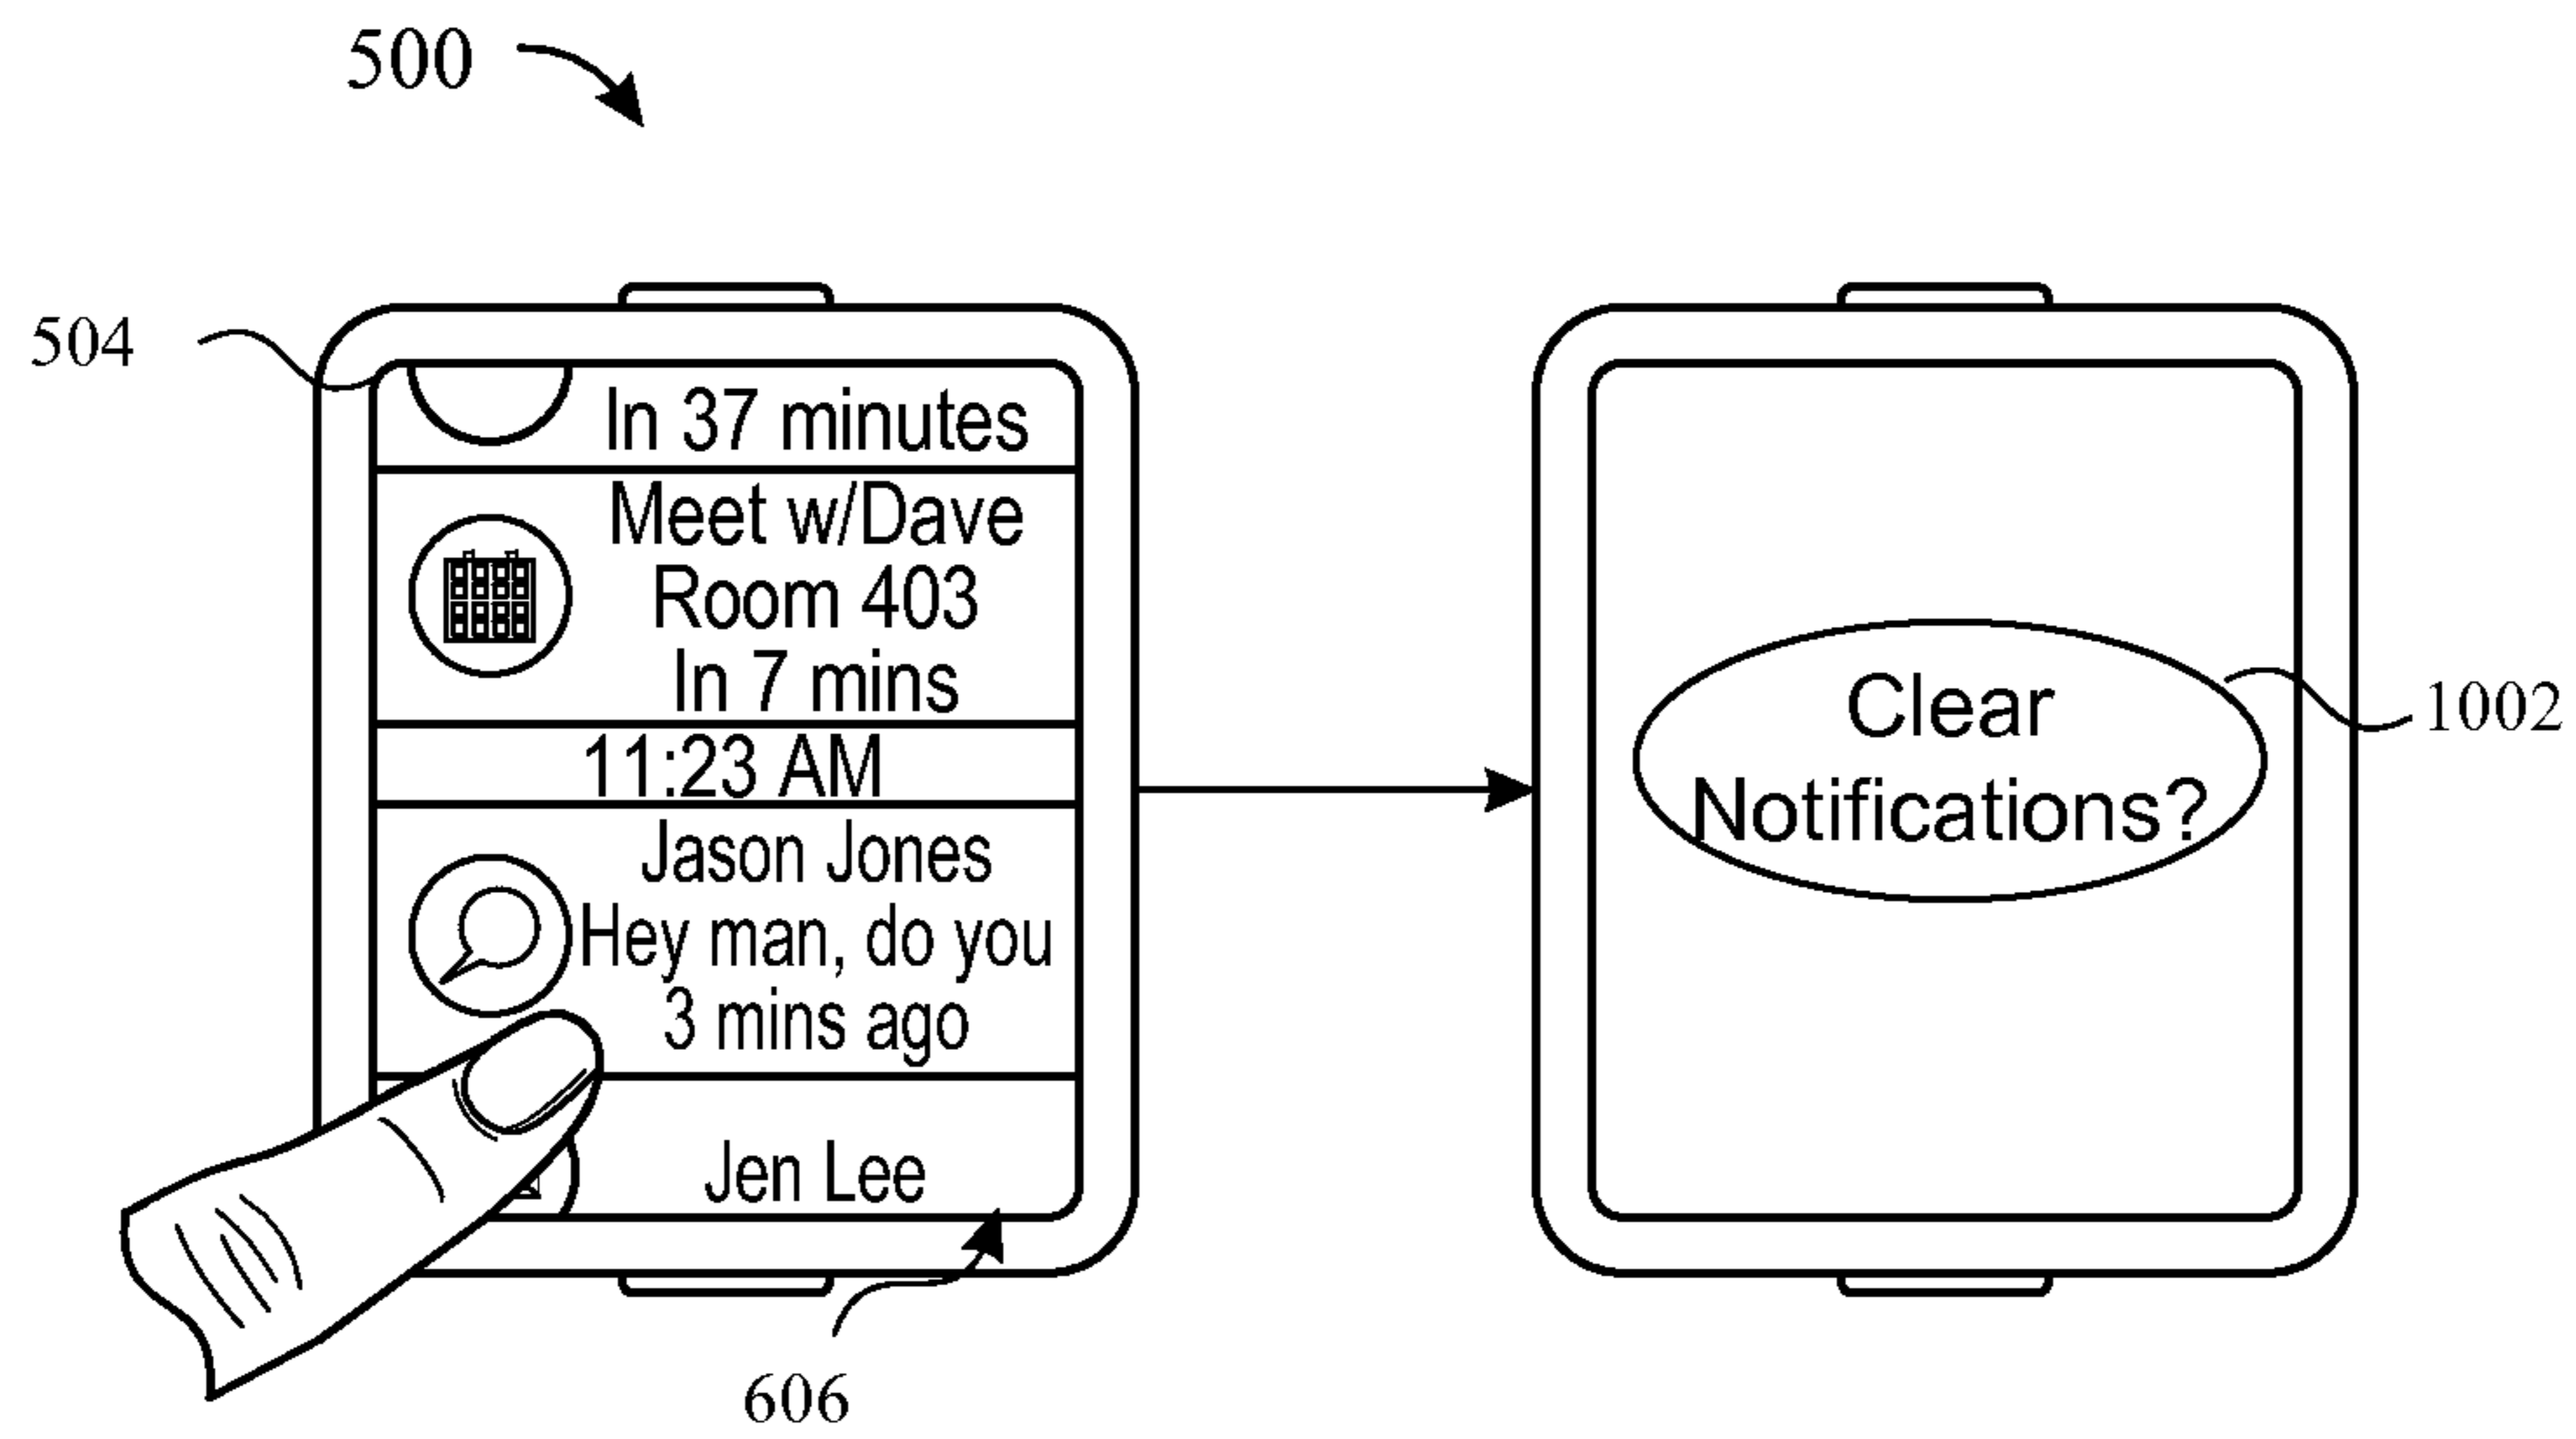 500
504
In 37 minutes
Meet w/Dave
Room 403
In 7 mins
11:23 AM
Jason Jones
Hey man, do you
3 mins ago
Jen Lee
606
Clear
Notifications?
1002